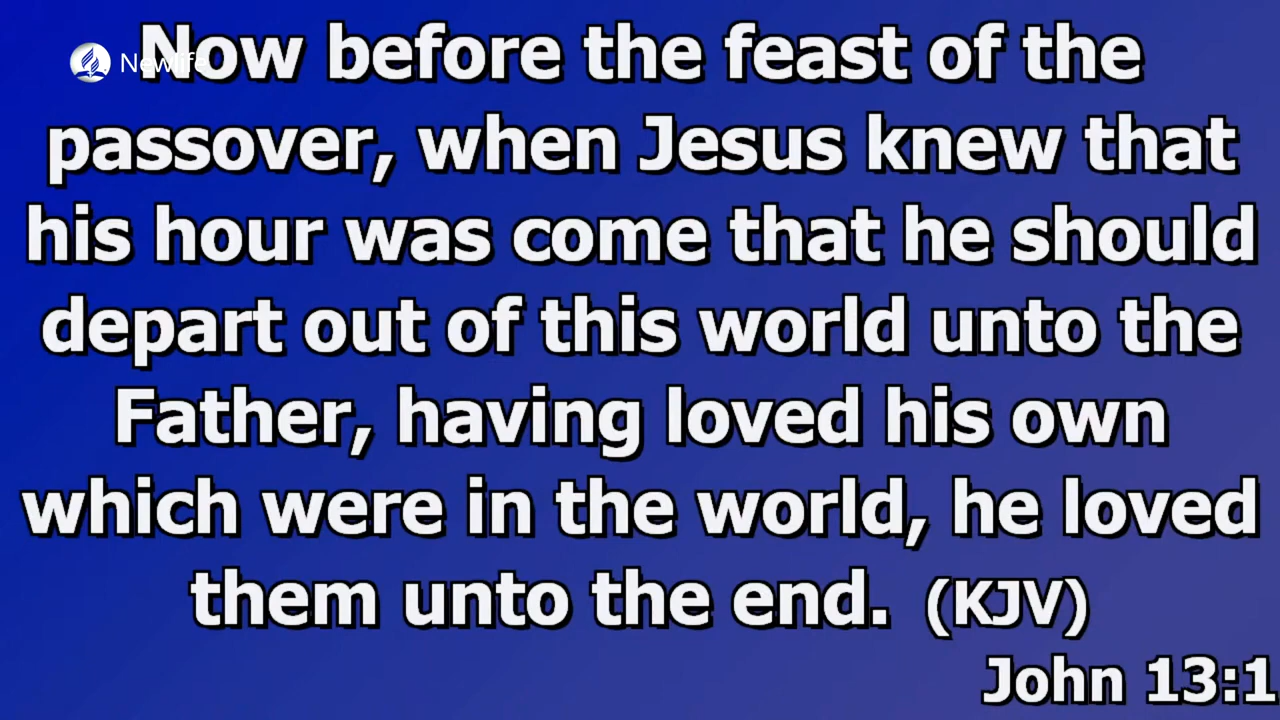 Newlife
Now before the feast of the
passover, when Jesus knew that
his hour was come that he should
depart out of this world unto the
Father, having loved his own
which were in the world, he loved
them unto the end. (KJV)
John 13:1